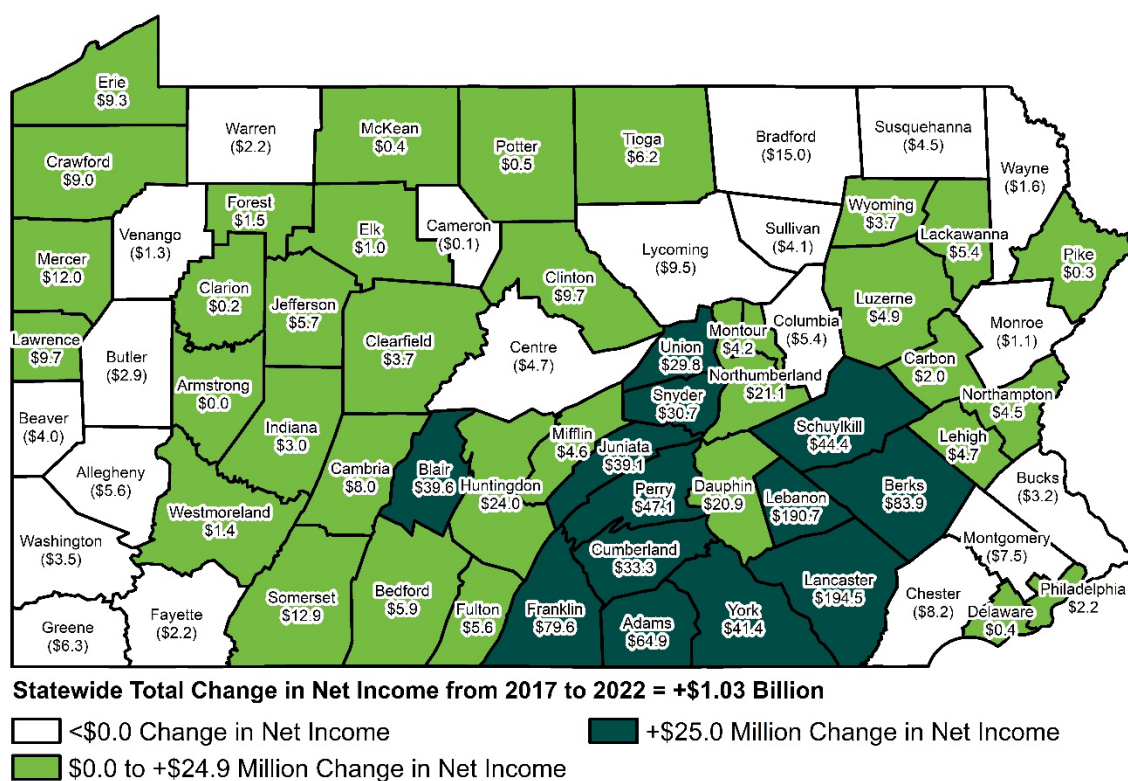 Erie
$9.3
Warren
($2.2)
McKean
$0.4
Potter
$0.5
Tioga
$6.2
Bradford
($15.0)
Susquehanna
($4.5)
Wayne
($1.6)
Crawford
$9.0
Forest
$1.5
Venango
($1.3)
Elk
$1.0
Cameron
($0.1)
Lycoming
($9.5)
Sullivan
($4.1)
Wyoming
$3.7
Lackawanna
$5.4
Pike
$0.3
Mercer
$12.0
Clarion
$0.2
Jefferson
$5.7
Clinton
$9.7
Luzerne
$4.9
Lawrence
$9.7
Butler
($2.9)
Clearfield
$3.7
Centre
($4.7)
Union
$29.8
Montour
$4.2
Columbia
($5.4)
Monroe
($1.1)
Carbon
$2.0
Armstrong
$0.0
Northumberland
$21.1
Northampton
$4.5
Beaver
($4.0)
Indiana
$3.0
Snyder
$30.7
Schuylkill
$44.4
Lehigh
$4.7
Allegheny
($5.6)
Cambria
$8.0
Blair
$39.6
Mifflin
$4.6
Juniata
$39.1
Huntingdon
$24.0
Perry
$47.1
Dauphin
$20.9
Lebanon
$190.7
Berks
$83.9
Bucks
($3.2)
Westmoreland
$1.4
Washington
($3.5)
Cumberland
$33.3
Montgomery
($7.5)
Lancaster
$194.5
Philadelphia
$2.2
Chester
($8.2)
Delaware
$0.4
Somerset
$12.9
Bedford
$5.9
Fulton
$5.6
Franklin
$79.6
Adams
$64.9
York
$41.4
Fayette
($2.2)
Greene
($6.3)
Statewide Total Change in Net Income from 2017 to 2022 = +$1.03 Billion
<$0.0 Change in Net Income
+$25.0 Million Change in Net Income
$0.0 to +$24.9 Million Change in Net Income